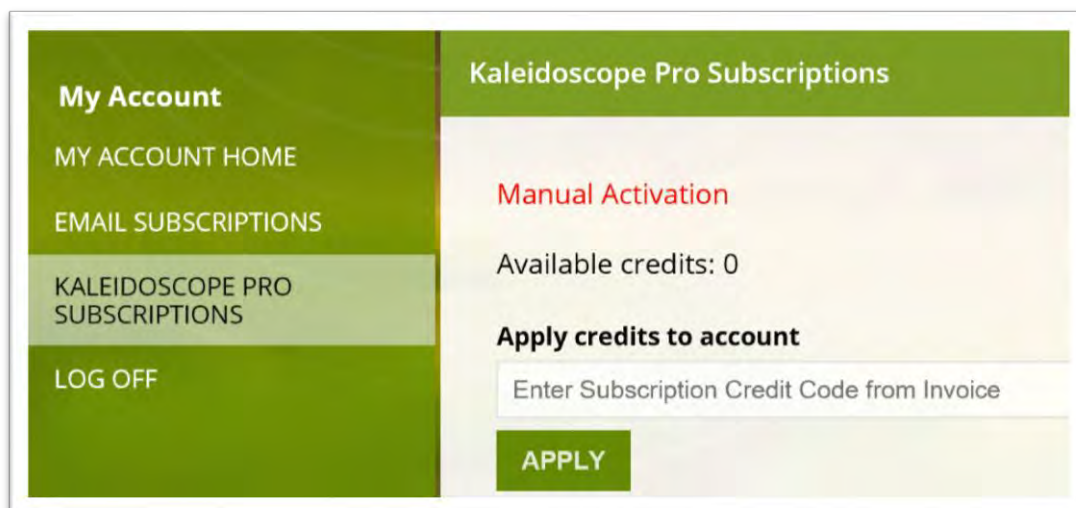 My Account
MY ACCOUNT HOME
EMAIL SUBSCRIPTIONS
KALEIDOSCOPE PRO
SUBSCRIPTIONS
LOG OFF
Kaleidoscope Pro Subscriptions
Manual Activation
Available credits: 0
Apply credits to account
Enter Subscription Credit Code from Invoice
APPLY